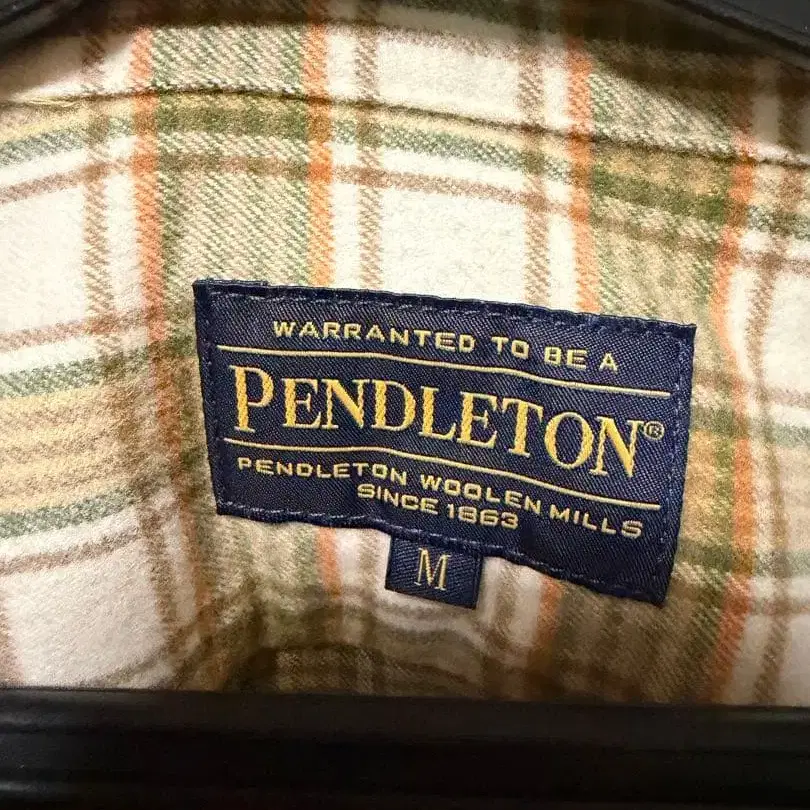 WARRANTED TO BE A
PENDLETON®
PENDLETON WOOLEN MILLS
SINCE 1863
M